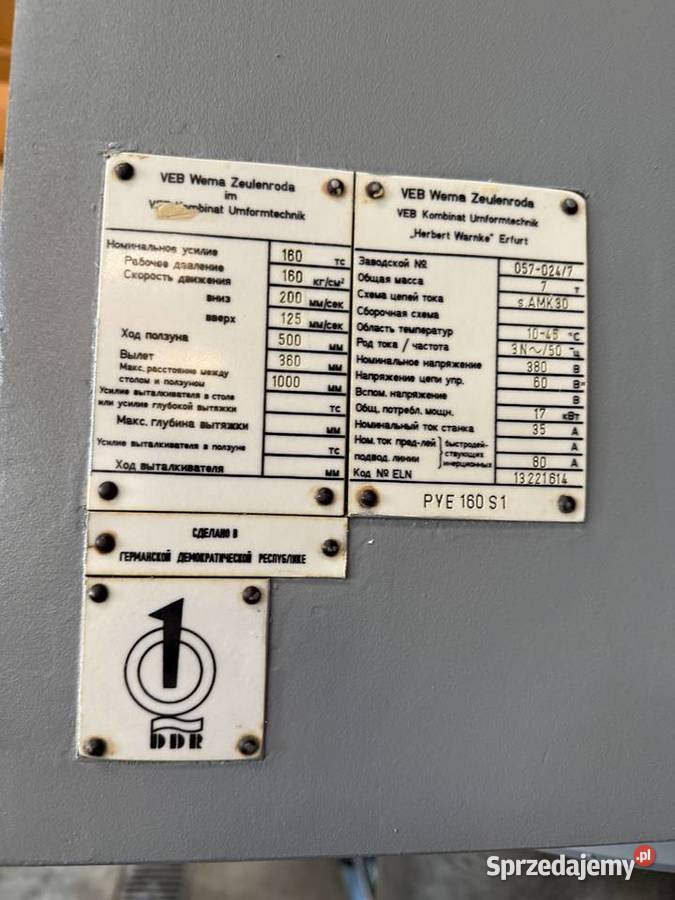 VEB Wema Zeulenroda
im
VEB Kombinat Umformtechnik
Номинальное усилие 160 тс
Рабочее давление 160 кг/см²
Скорость движения
вниз 200 мм/сек
вверх 125 мм/сек
Ход ползуна 500 мм
Вылет 360 мм
Макс. расстояние между
столом и ползуном 1000 мм
Усилие выталкивателя в столе
или усилие глубокой вытяжки тс
Макс. глубина вытяжки мм
Усилие выталкивателя в ползуне тс
Ход выталкивателя мм
VEB Wema Zeulenroda
VEB Kombinat Umformtechnik
„Herbert Warnke" Erfurt
Заводской № 057-024/7
Общая масса 7 т
Схема цепей тока s.AMK30
Сборочная схема
Область температур 10-45 °C
Род тока / частота 3N~/50 Гц
Номинальное напряжение 380 В
Напряжение цепи упр. 60 В=
Вспом. напряжение В
Общ. потребл. мощн. 17 кВт
Номинальный ток станка 35 А
Ном. ток пред-лей быстродей-
ствующих А
подвод. линии инерционных 80 А
Код № ELN 13221614
PYE 160 S1
СДЕЛАНО В
ГЕРМАНСКОЙ ДЕМОКРАТИЧЕСКОЙ РЕСПУБЛИКЕ
1
DDR
Sprzedajemy.pl